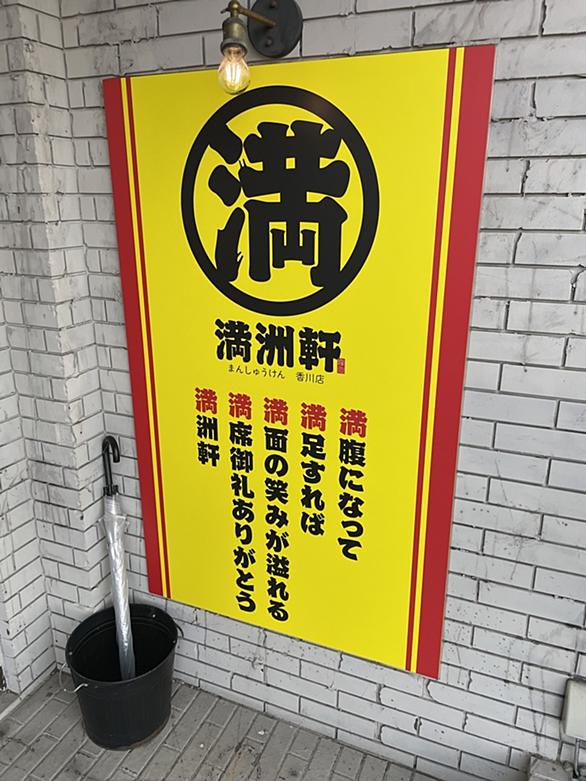 満
満洲軒
まんしゅうけん 香川店
満腹になって
満足すれば
満面の笑みが溢れる
満席御礼ありがとう
満洲軒